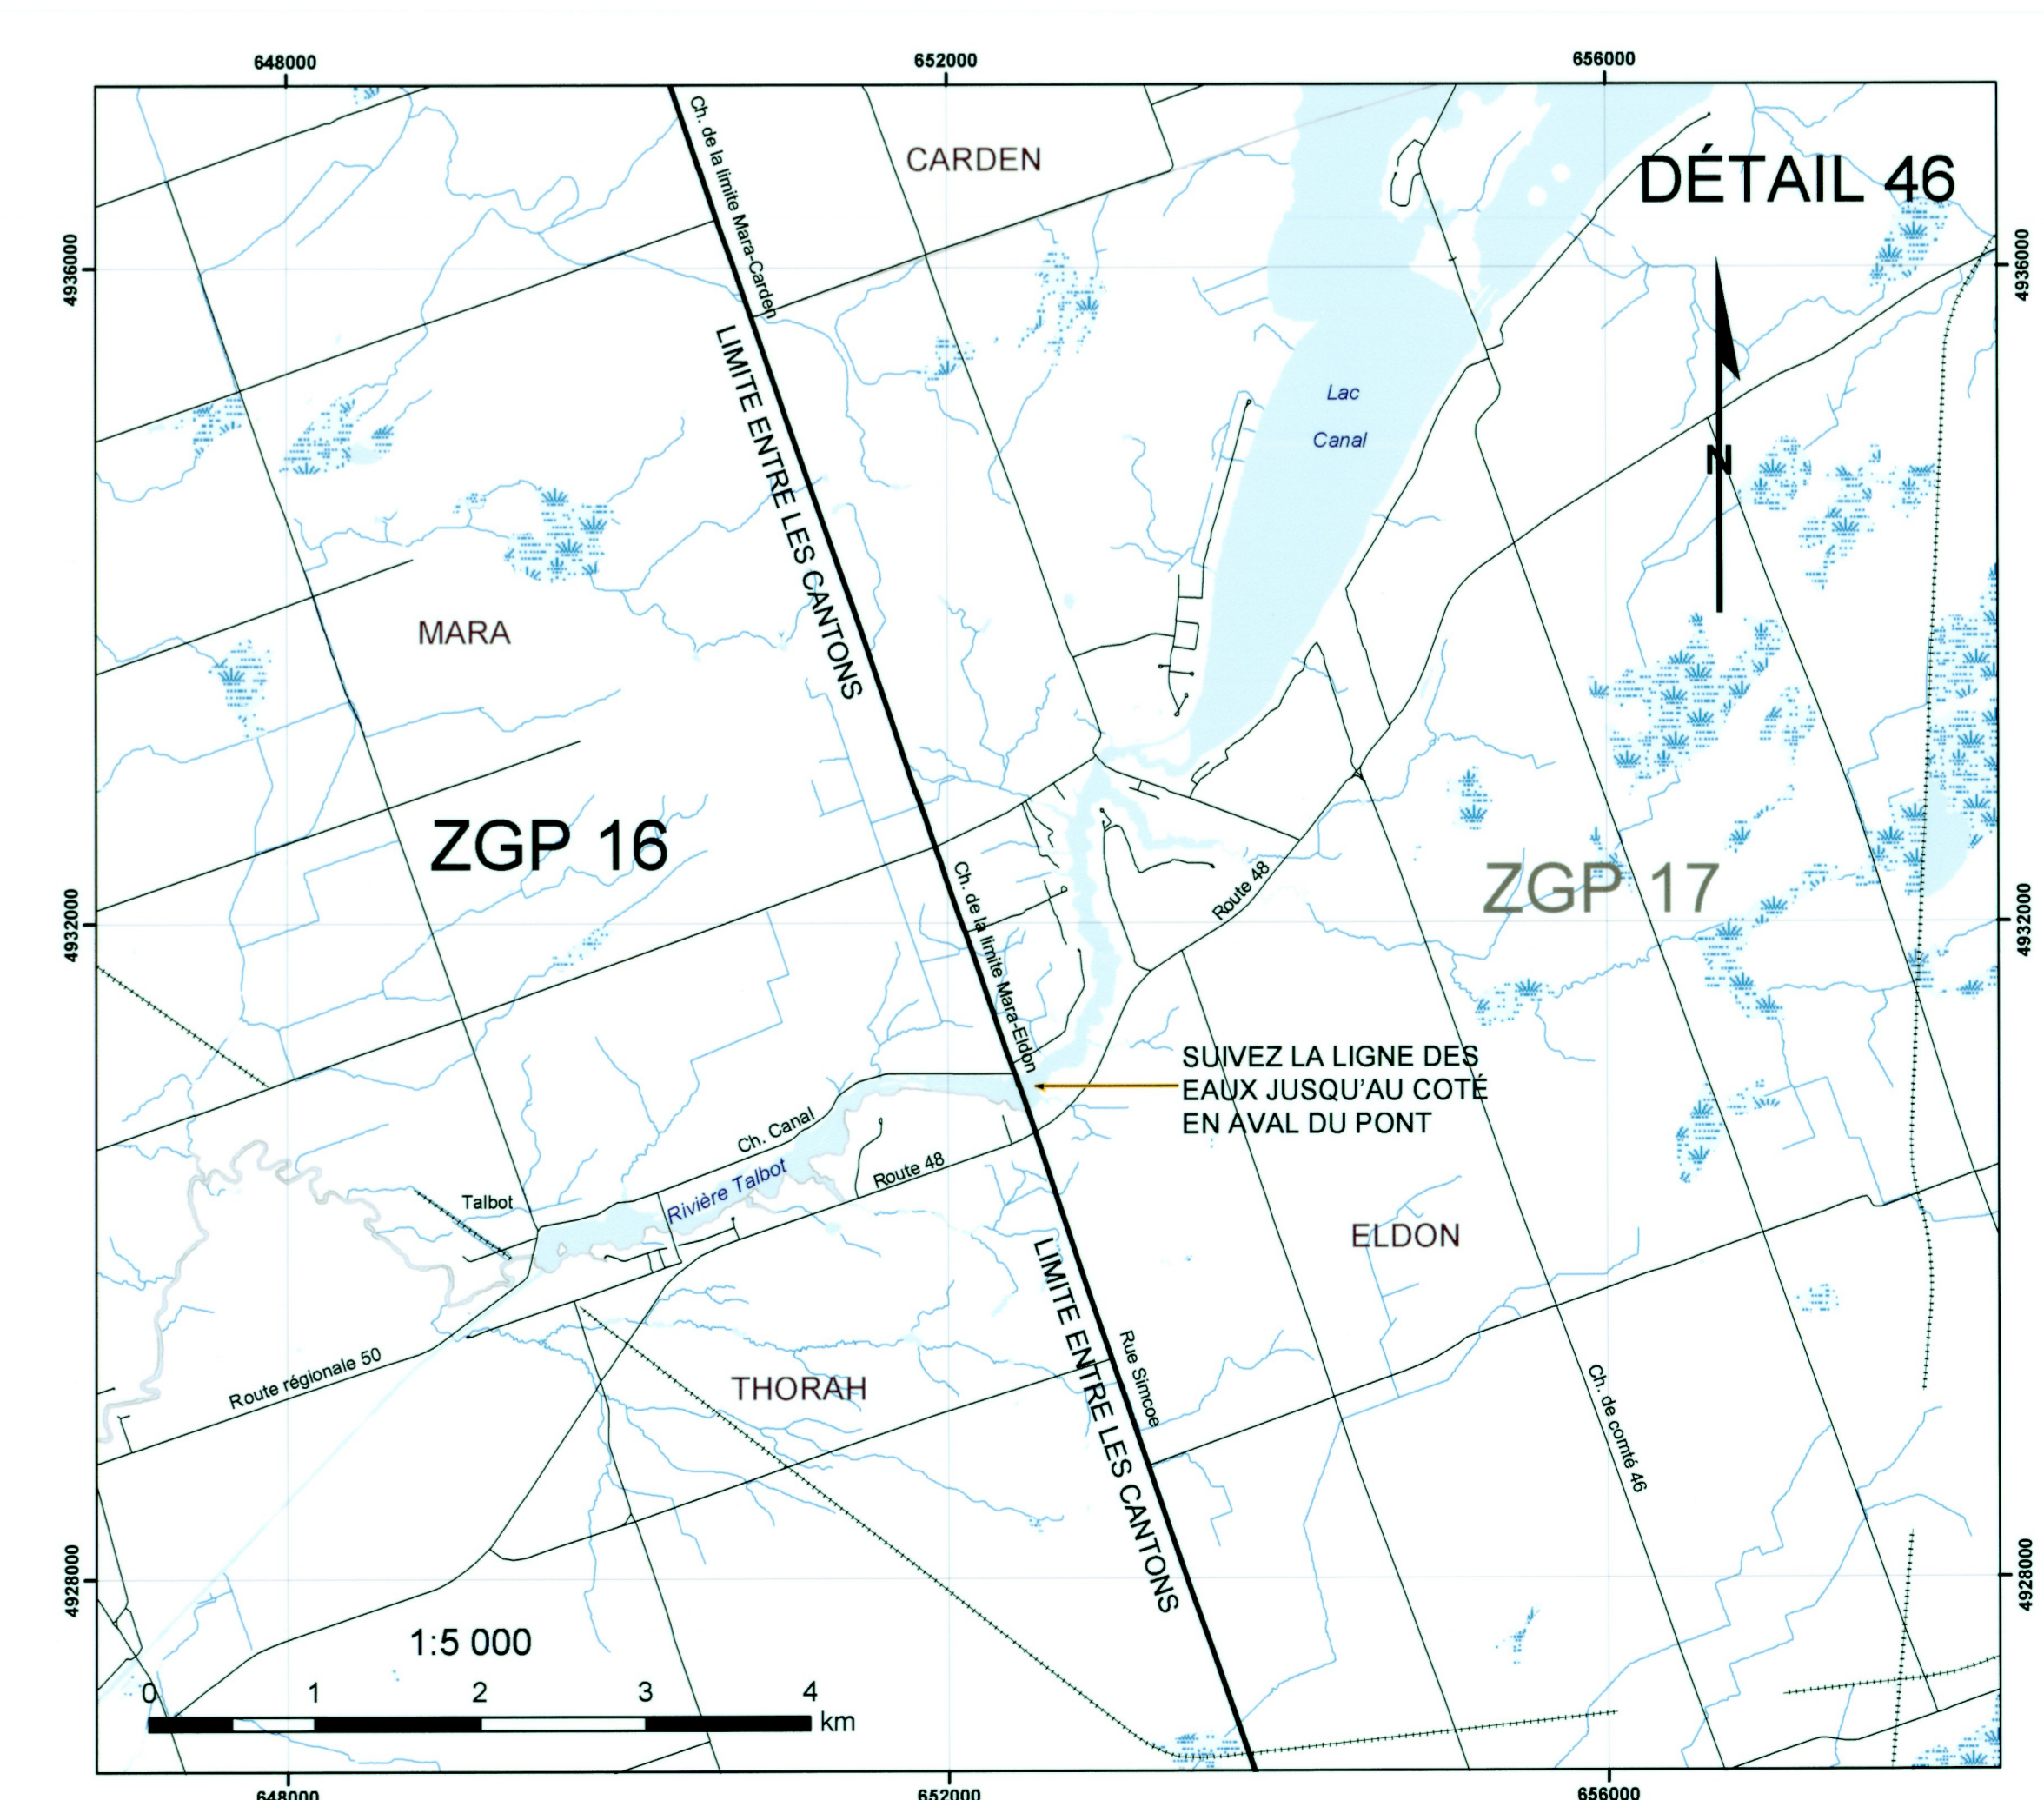 648000
652000
656000
Ch. de la limite Mara-Carden
CARDEN
DÉTAIL 46
4936000
4936000
LIMITE ENTRE LES CANTONS
Lac
Canal
N
MARA
ZGP 16
ZGP 17
Ch. de la limite Mara-Eldon
Route 48
4932000
4932000
SUIVEZ LA LIGNE DES
EAUX JUSQU'AU COTÉ
EN AVAL DU PONT
Ch. Canal
Rivière Talbot
Route 48
Talbot
ELDON
LIMITE ENTRE LES CANTONS
Rue Simcoe
Route régionale 50
THORAH
Ch. de comté 46
4928000
4928000
1:5 000
0 1 2 3 4
km
648000
652000
656000